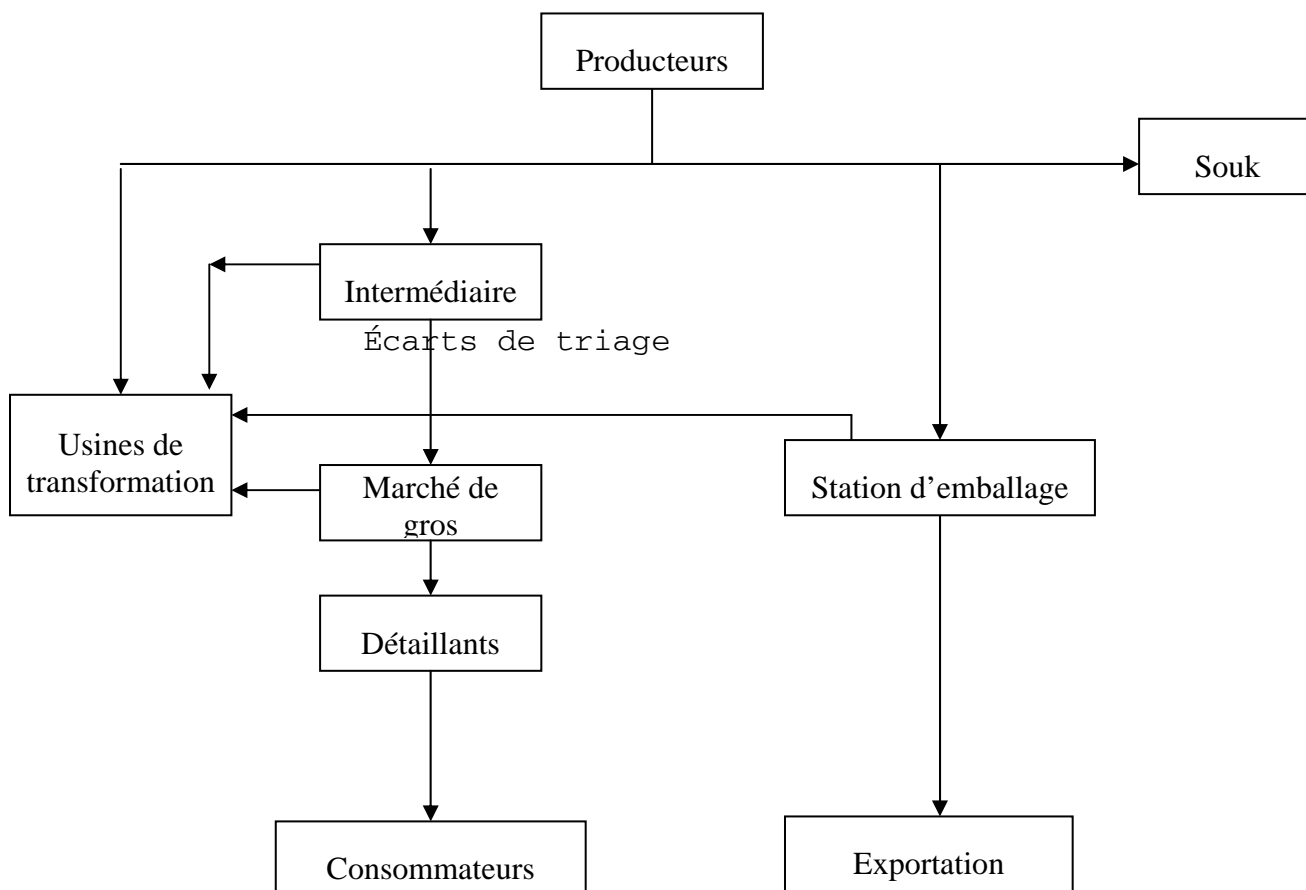 Producteurs
Souk
Intermédiaire
Écarts de triage
Usines de
transformation
Marché de
gros
Station d’emballage
Détaillants
Consommateurs
Exportation